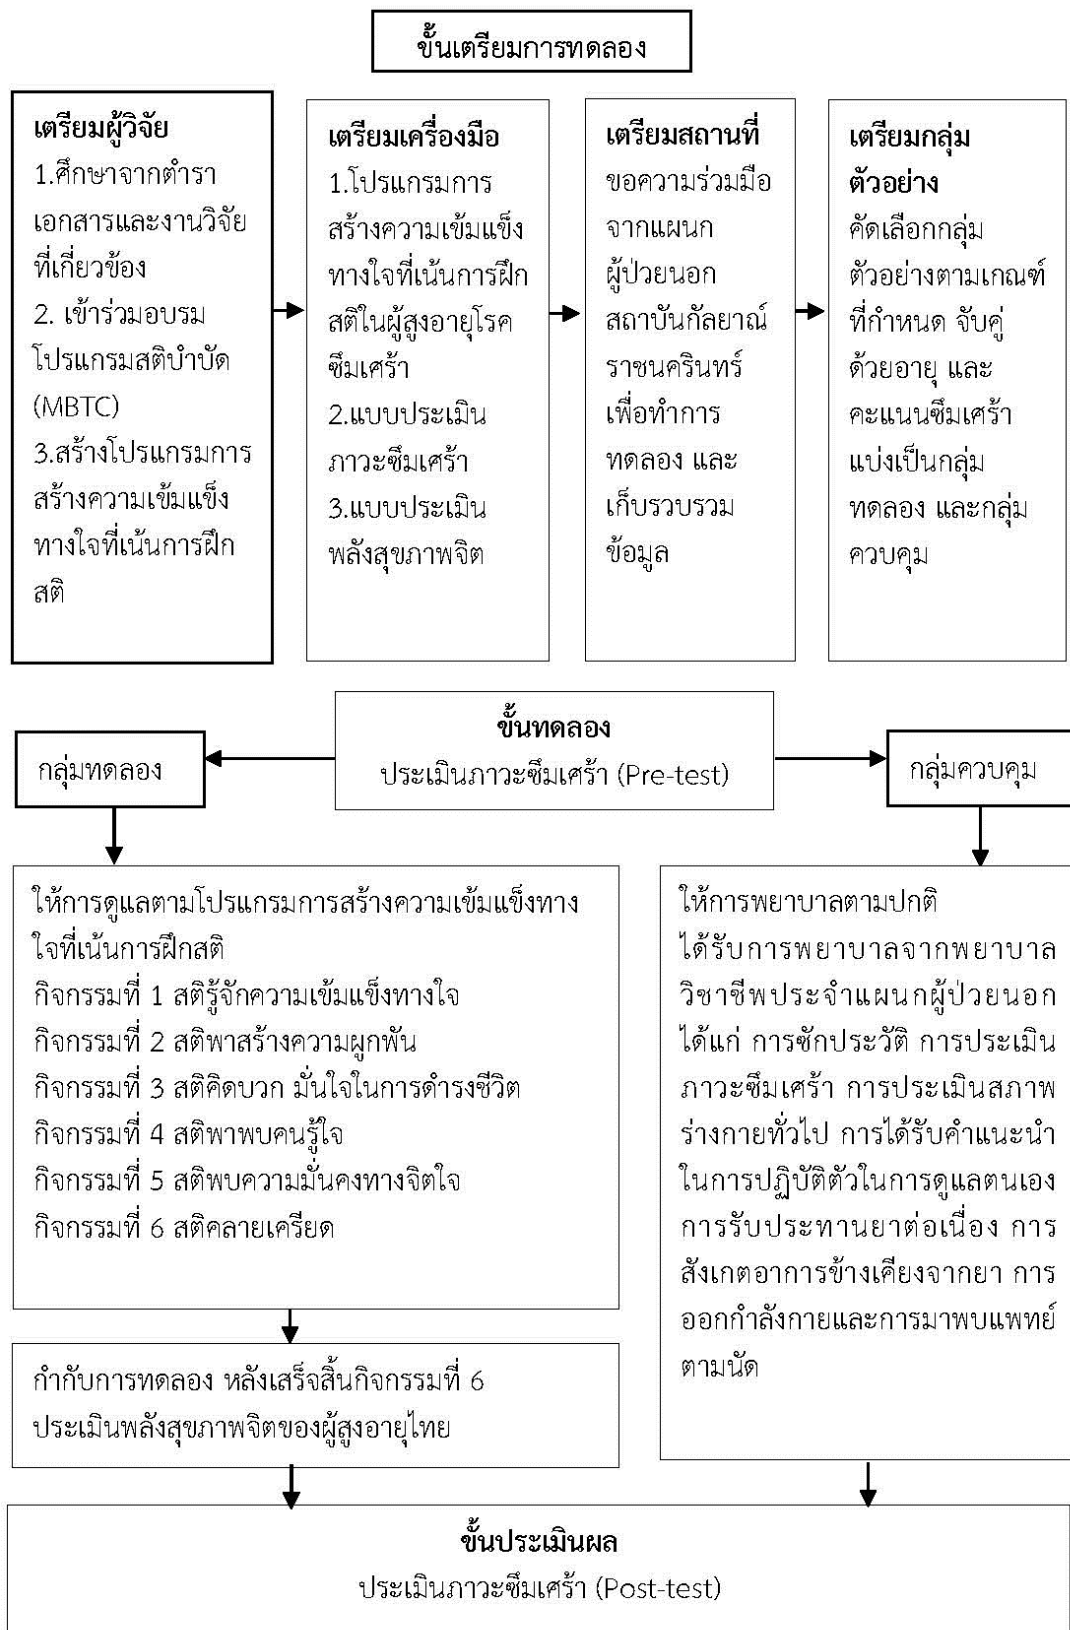 ขั้นเตรียมการทดลอง
เตรียมผู้วิจัย
1.ศึกษาจากตำรา
เอกสารและงานวิจัย
ที่เกี่ยวข้อง
2. เข้าร่วมอบรม
โปรแกรมสติบำบัด
(MBTC)
3.สร้างโปรแกรมการ
สร้างความเข้มแข็ง
ทางใจที่เน้นการฝึก
สติ
เตรียมเครื่องมือ
1.โปรแกรมการ
สร้างความเข้มแข็ง
ทางใจที่เน้นการฝึก
สติในผู้สูงอายุโรค
ซึมเศร้า
2.แบบประเมิน
ภาวะซึมเศร้า
3.แบบประเมิน
พลังสุขภาพจิต
เตรียมสถานที่
ขอความร่วมมือ
จากแผนก
ผู้ป่วยนอก
สถาบันกัลยาณ์
ราชนครินทร์
เพื่อทำการ
ทดลอง และ
เก็บรวบรวม
ข้อมูล
เตรียมกลุ่ม
ตัวอย่าง
คัดเลือกกลุ่ม
ตัวอย่างตามเกณฑ์
ที่กำหนด จับคู่
ด้วยอายุ และ
คะแนนซึมเศร้า
แบ่งเป็นกลุ่ม
ทดลอง และกลุ่ม
ควบคุม
ขั้นทดลอง
ประเมินภาวะซึมเศร้า (Pre-test)
กลุ่มทดลอง
กลุ่มควบคุม
ให้การดูแลตามโปรแกรมการสร้างความเข้มแข็งทาง
ใจที่เน้นการฝึกสติ
กิจกรรมที่ 1 สติรู้จักความเข้มแข็งทางใจ
กิจกรรมที่ 2 สติพาสร้างความผูกพัน
กิจกรรมที่ 3 สติคิดบวก มั่นใจในการดำรงชีวิต
กิจกรรมที่ 4 สติพาพบคนรู้ใจ
กิจกรรมที่ 5 สติพบความมั่นคงทางจิตใจ
กิจกรรมที่ 6 สติคลายเครียด
ให้การพยาบาลตามปกติ
ได้รับการพยาบาลจากพยาบาล
วิชาชีพประจำแผนกผู้ป่วยนอก
ได้แก่ การซักประวัติ การประเมิน
ภาวะซึมเศร้า การประเมินสภาพ
ร่างกายทั่วไป การได้รับคำแนะนำ
ในการปฏิบัติตัวในการดูแลตนเอง
การรับประทานยาต่อเนื่อง การ
สังเกตอาการข้างเคียงจากยา การ
ออกกำลังกายและการมาพบแพทย์
ตามนัด
กำกับการทดลอง หลังเสร็จสิ้นกิจกรรมที่ 6
ประเมินพลังสุขภาพจิตของผู้สูงอายุไทย
ขั้นประเมินผล
ประเมินภาวะซึมเศร้า (Post-test)